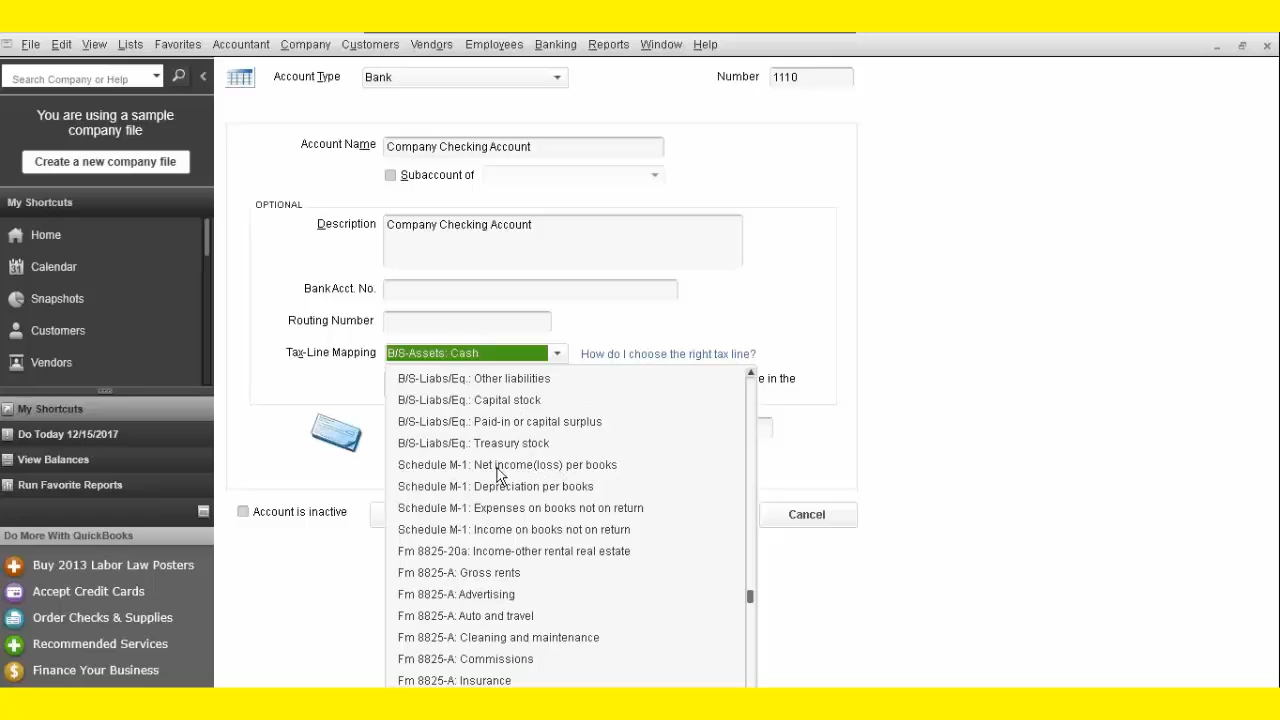 File Edit View Lists Favorites Accountant Company Customers Vendors Employees Banking Reports Window Help
Search Company or Help
You are using a sample
company file
Create a new company file
My Shortcuts
Home
Calendar
Snapshots
Customers
Vendors
My Shortcuts
Do Today 12/15/2017
View Balances
Run Favorite Reports
Do More With QuickBooks
Buy 2013 Labor Law Posters
Accept Credit Cards
Order Checks & Supplies
Recommended Services
Finance Your Business
Account Type Bank Number 1110
Account Name Company Checking Account
Subaccount of
OPTIONAL
Description Company Checking Account
Bank Acct. No.
Routing Number
Tax-Line Mapping B/S-Assets: Cash How do I choose the right tax line?
B/S-Liabs/Eq.: Other liabilities e in the
B/S-Liabs/Eq.: Capital stock
B/S-Liabs/Eq.: Paid-in or capital surplus
B/S-Liabs/Eq.: Treasury stock
Schedule M-1: Net income(loss) per books
Schedule M-1: Depreciation per books
Schedule M-1: Expenses on books not on return
Schedule M-1: Income on books not on return
Fm 8825-20a: Income-other rental real estate
Fm 8825-A: Gross rents
Fm 8825-A: Advertising
Fm 8825-A: Auto and travel
Fm 8825-A: Cleaning and maintenance
Fm 8825-A: Commissions
Fm 8825-A: Insurance
Account is inactive Cancel